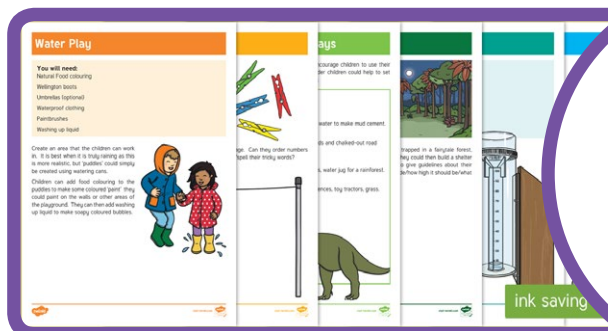 Water Play
You will need:
Natural Food colouring
Wellington boots
Umbrellas (optional)
Waterproof clothing
Paintbrushes
Washing up liquid
Create an area that the children can work
in. It is best when it is truly raining as this
is more realistic, but 'puddles' could simply
be created using watering cans.
Children can add food colouring to the
puddles to make some coloured 'paint' they
could paint on the walls or other areas of
the playground. They can then add washing
up liquid to make soapy coloured bubbles.
nge. Can they order numbers
spell their tricky words?
ays
courage children to use their
der children could help to set
water to make mud cement.
ds and chalked-out road
s, water jug for a rainforest.
ences, toy tractors, grass.
trapped in a fairytale forest.
hey could then build a shelter
o give guidelines about their
de/how high it should be/what
ink saving